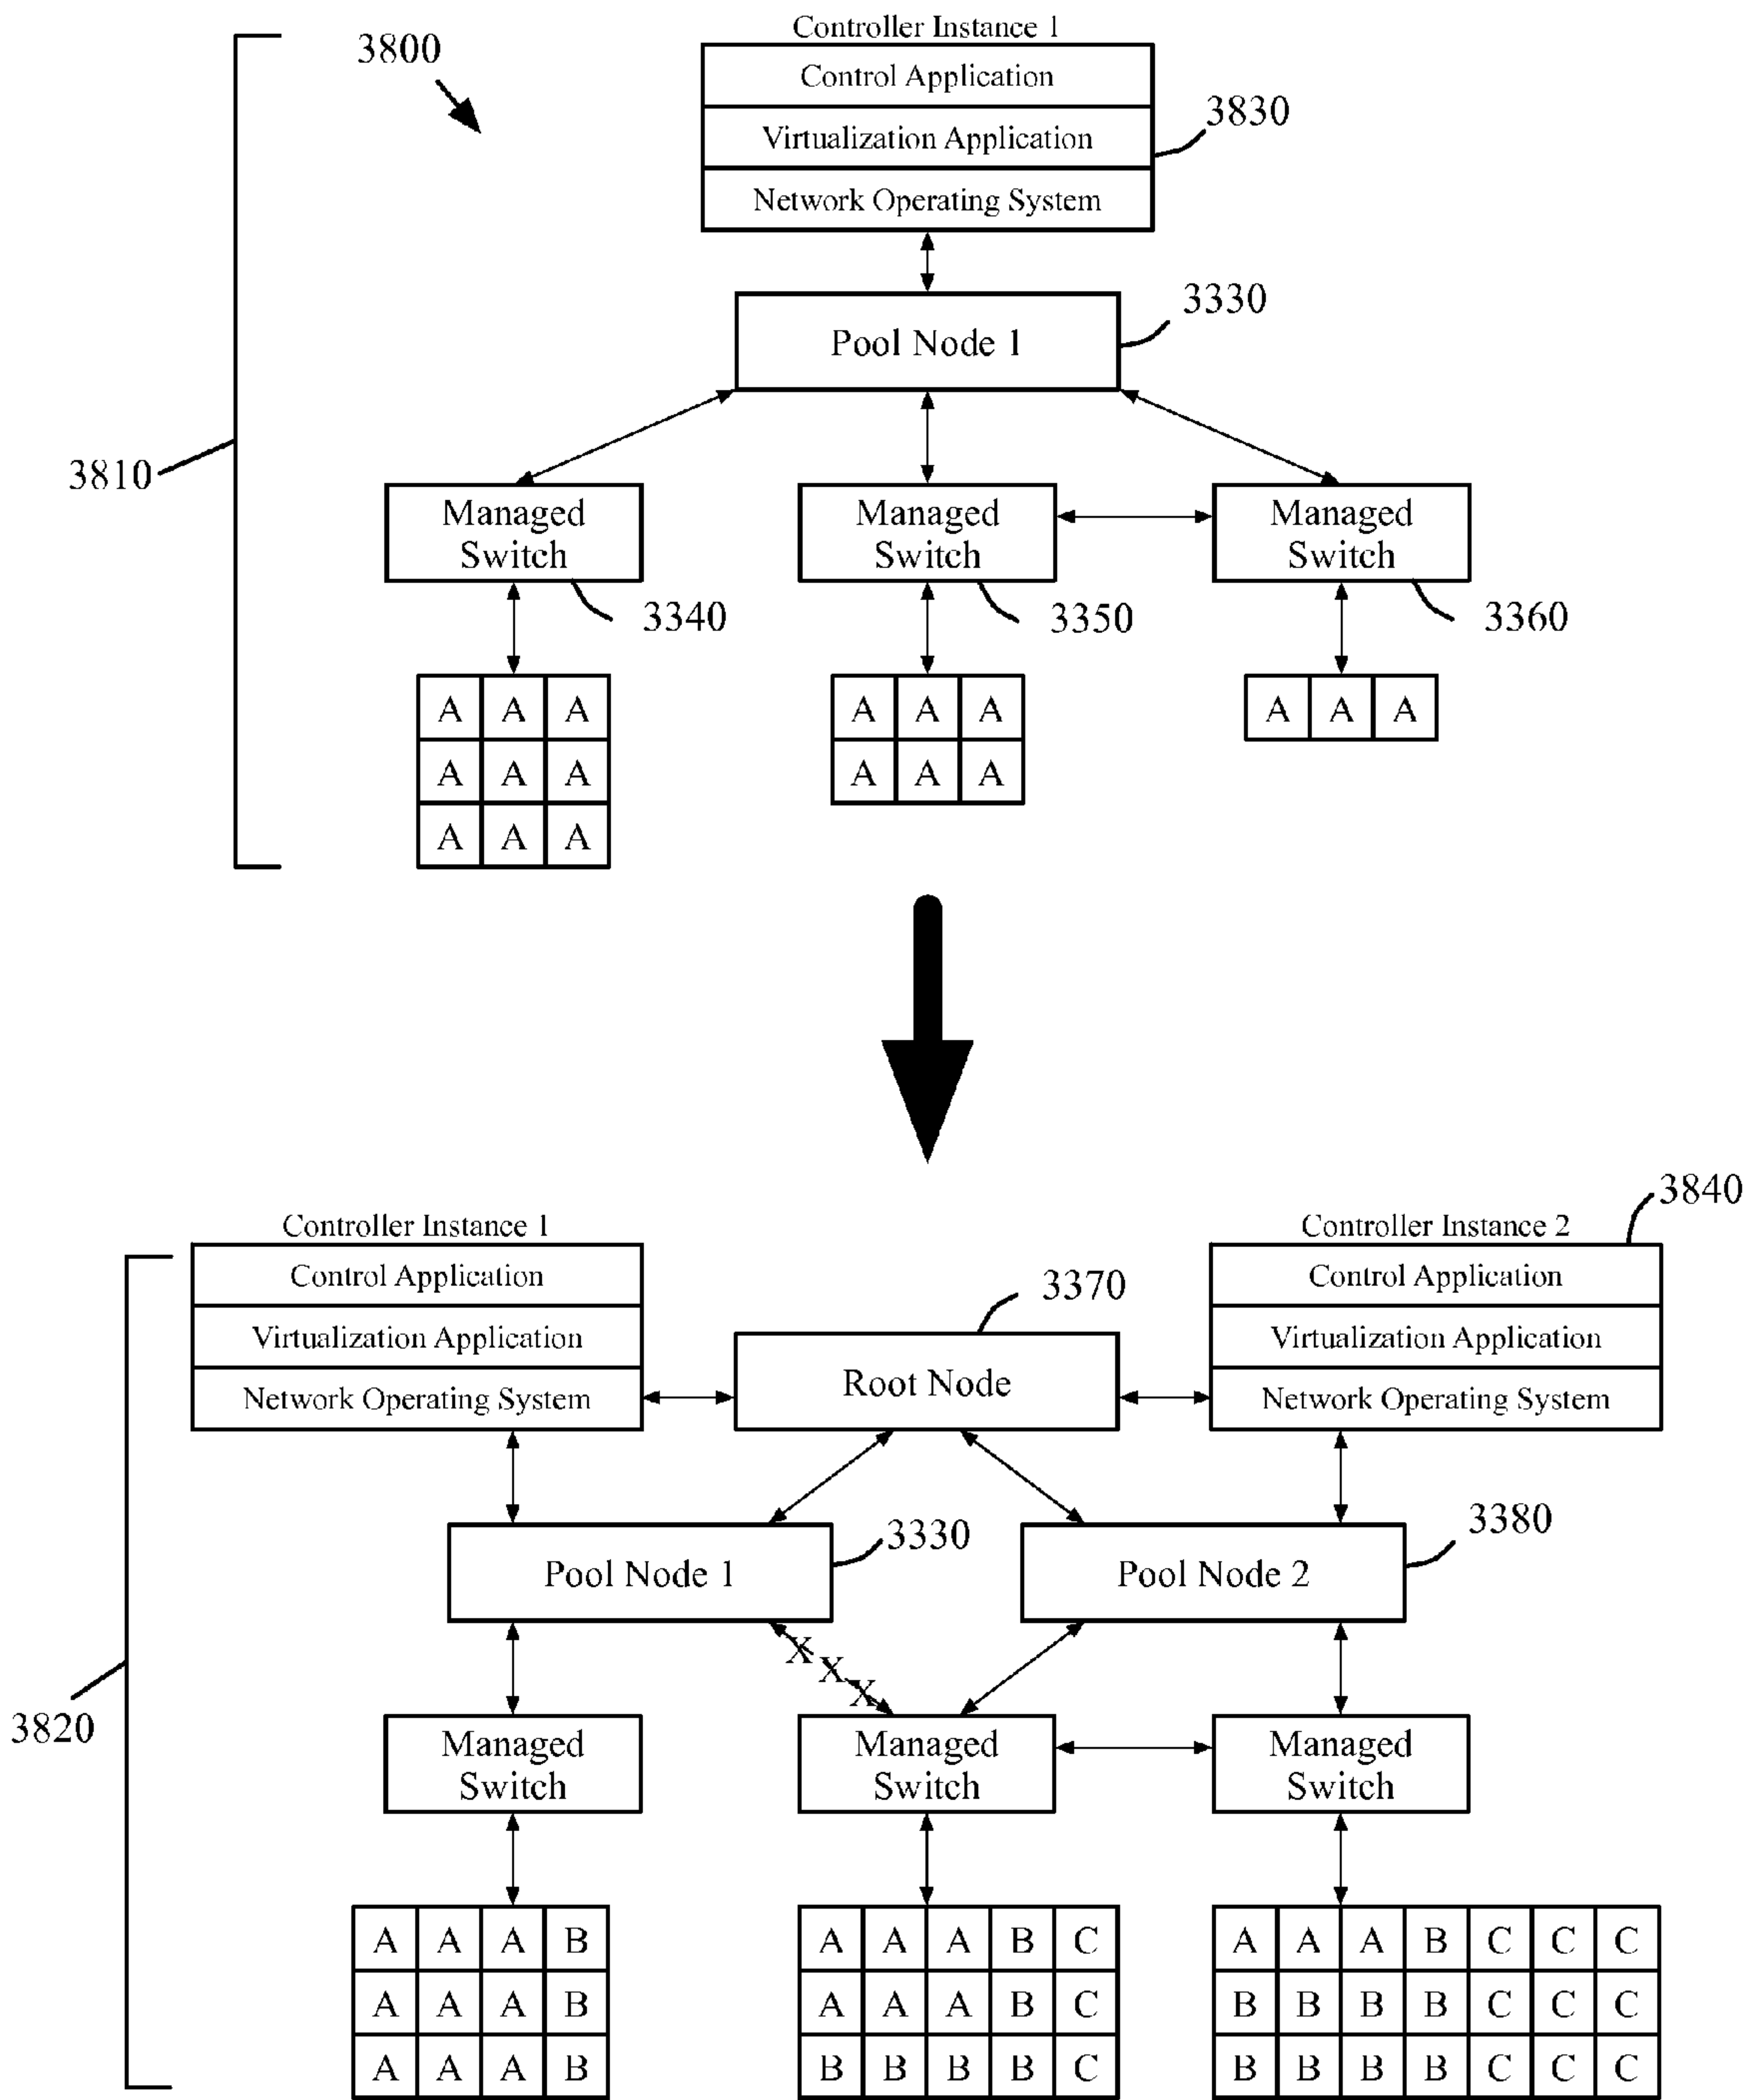 Controller Instance 1
3800
Control Application
3830
Virtualization Application
Network Operating System
3330
Pool Node 1
3810
Managed
Switch
Managed
Switch
Managed
Switch
3340
3350
3360
A A A
A A A
A A A
A A A
A A A
A A A
3840
Controller Instance 1
Controller Instance 2
Control Application
Virtualization Application
Network Operating System
3370
Root Node
Control Application
Virtualization Application
Network Operating System
3330
3380
Pool Node 1
Pool Node 2
X X X
3820
Managed
Switch
Managed
Switch
Managed
Switch
A A A B
A A A B
A A A B
A A A B C
A A A B C
B B B B C
A A A B C C C
B B B B C C C
B B B B C C C